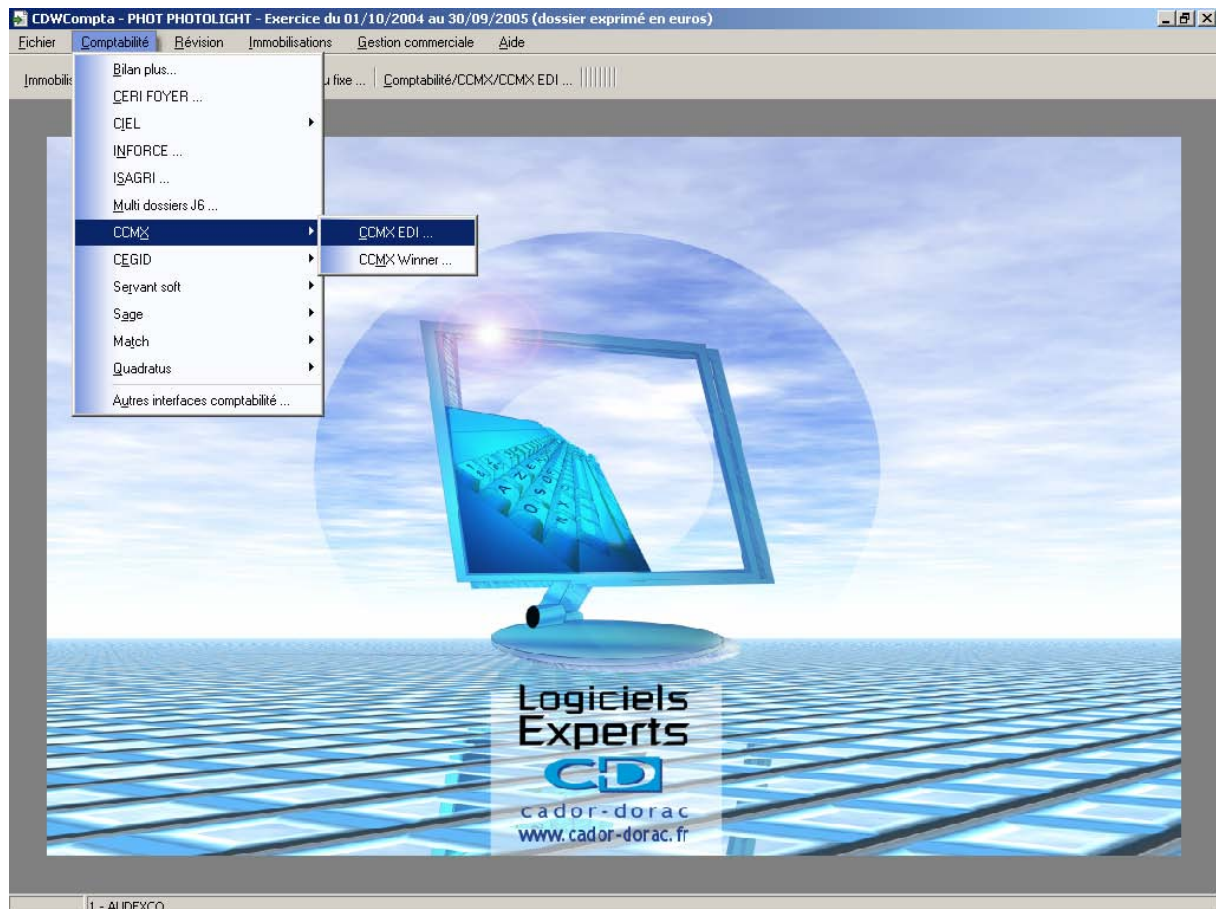 CDWCompta - PHOT PHOTOLIGHT - Exercice du 01/10/2004 au 30/09/2005 (dossier exprimé en euros)
Fichier Comptabilité Révision Immobilisations Gestion commerciale Aide
Immobilis u fixe ... Comptabilité/CCMX/CCMX EDI ...
Bilan plus...
CERI FOYER ...
CIEL
INFORCE ...
ISAGRI ...
Multi dossiers J6 ...
CCMX
CCMX EDI ...
CEGID
CCMX Winner ...
Servant soft
Sage
Match
Quadratus
Autres interfaces comptabilité ...
Logiciels
Experts
CD
cador-dorac
www.cador-dorac.fr
1 - AUDEXCO